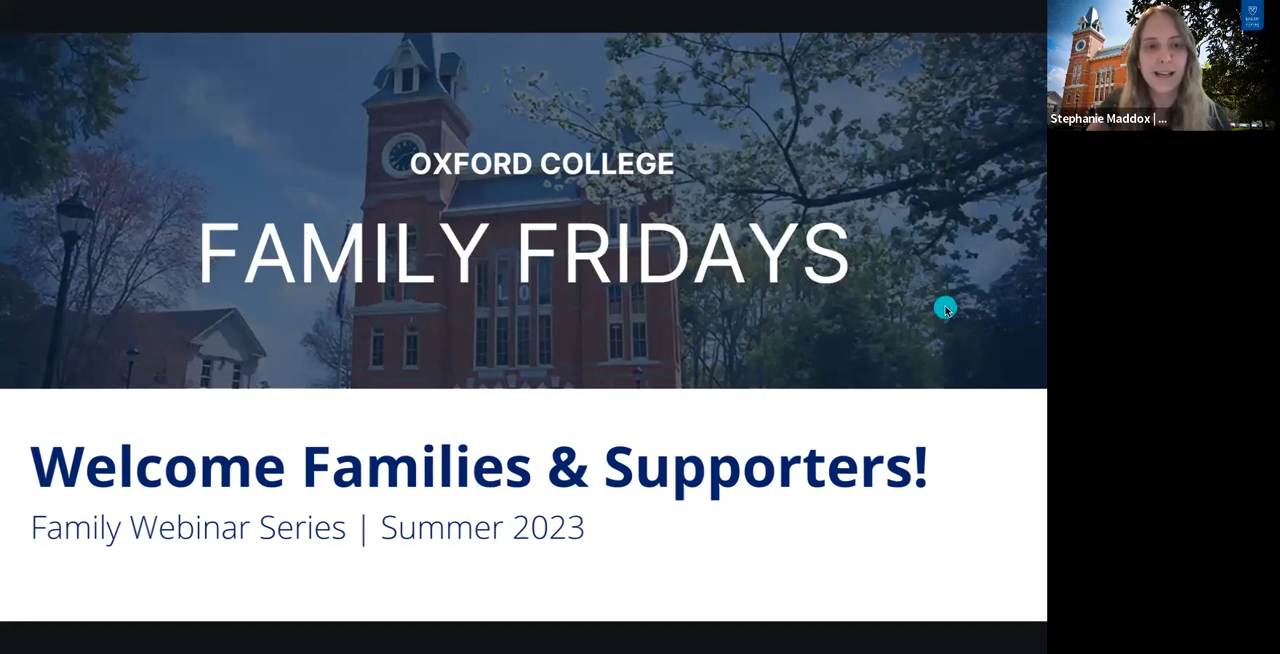 OXFORD COLLEGE
FAMILY FRIDAYS
Welcome Families & Supporters!
Family Webinar Series | Summer 2023
Stephanie Maddox | ...